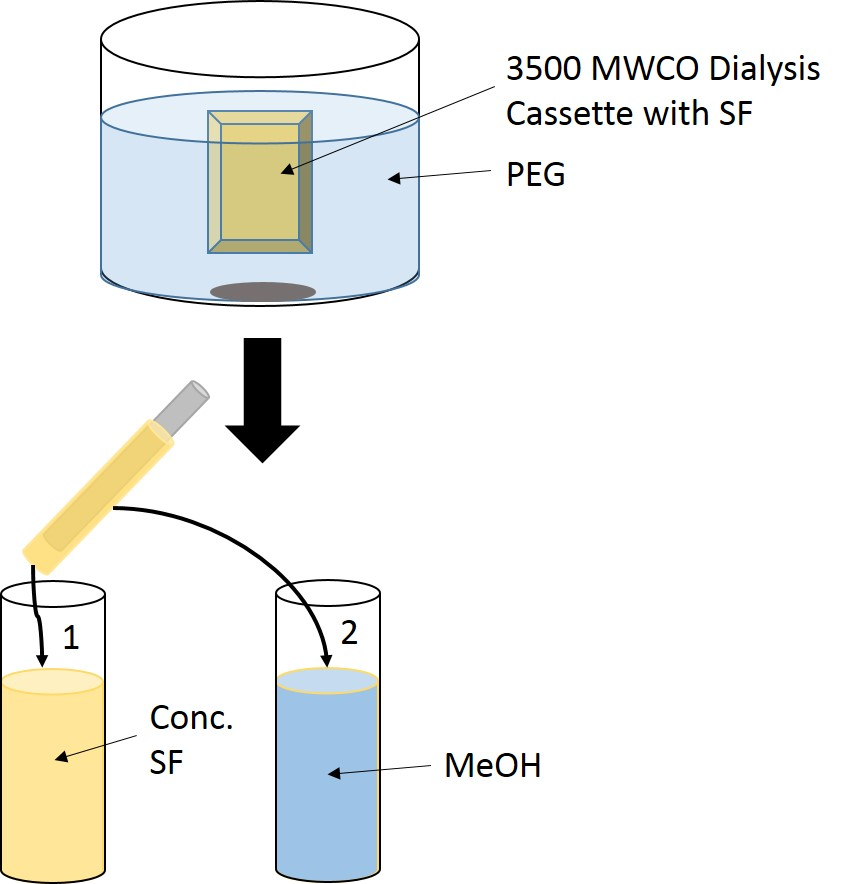 3500 MWCO Dialysis
Cassette with SF
PEG
1
2
Conc.
SF
MeOH